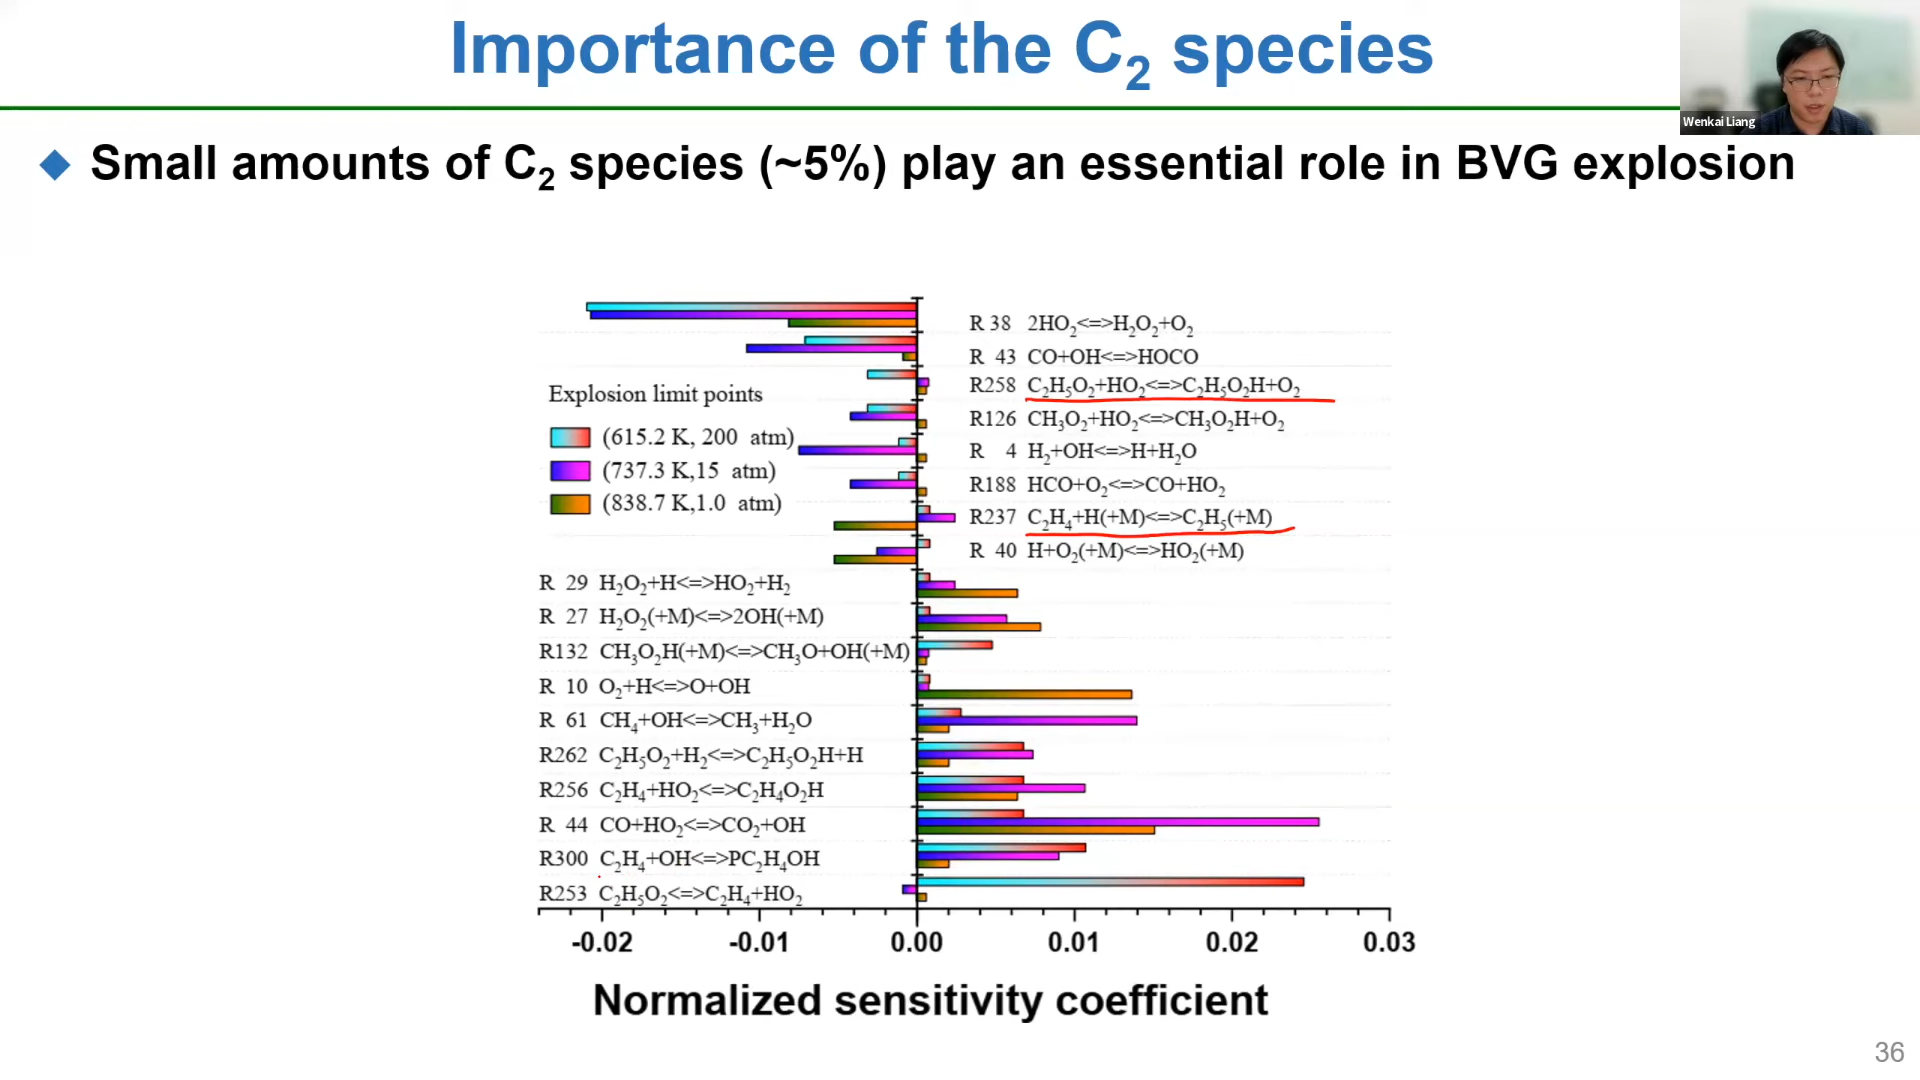 Importance of the C₂ species
Wenkai Liang
Small amounts of C₂ species (~5%) play an essential role in BVG explosion
R 38 2HO₂<=>H₂O₂+O₂
R 43 CO+OH<=>HOCO
R258 C₂H₅O₂+HO₂<=>C₂H₅O₂H+O₂
R126 CH₃O₂+HO₂<=>CH₃O₂H+O₂
R 4 H₂+OH<=>H+H₂O
R188 HCO+O₂<=>CO+HO₂
R237 C₂H₄+H(+M)<=>C₂H₅(+M)
R 40 H+O₂(+M)<=>HO₂(+M)
Explosion limit points
(615.2 K, 200 atm)
(737.3 K,15 atm)
(838.7 K,1.0 atm)
R 29 H₂O₂+H<=>HO₂+H₂
R 27 H₂O₂(+M)<=>2OH(+M)
R132 CH₃O₂H(+M)<=>CH₃O+OH(+M)
R 10 O₂+H<=>O+OH
R 61 CH₄+OH<=>CH₃+H₂O
R262 C₂H₅O₂+H₂<=>C₂H₅O₂H+H
R256 C₂H₄+HO₂<=>C₂H₄O₂H
R 44 CO+HO₂<=>CO₂+OH
R300 C₂H₄+OH<=>PC₂H₄OH
R253 C₂H₅O₂<=>C₂H₄+HO₂
-0.02 -0.01 0.00 0.01 0.02 0.03
Normalized sensitivity coefficient
36